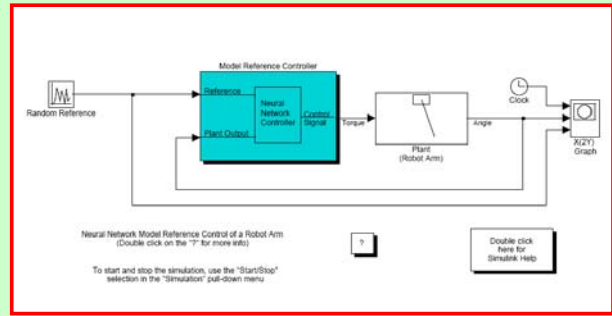 Model Reference Controller
Reference
Neural
Network
Controller
Control
Signal
Plant Output
Random Reference
Torque
Plant
(Robot Arm)
Angle
Clock
X(2Y)
Graph
Neural Network Model Reference Control of a Robot Arm
(Double click on the "?" for more info)
To start and stop the simulation, use the "Start/Stop"
selection in the "Simulation" pull-down menu
?
Double click
here for
Simulink Help